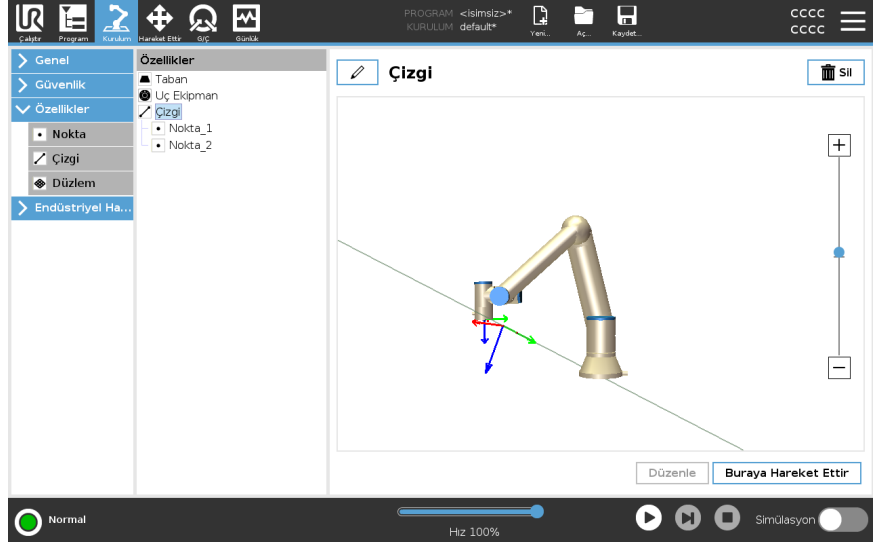 PROGRAM <isimsiz>*
KURULUM default*
Çalıştır Program Kurulum Hareket Ettir G/Ç Günlük Yeni... Aç... Kaydet...
CCCC
CCCC
Genel
Güvenlik
Özellikler
Nokta
Çizgi
Düzlem
Endüstriyel Ha...
Özellikler
Taban
Uç Ekipman
Çizgi
Nokta_1
Nokta_2
Çizgi
Sil
Düzenle Buraya Hareket Ettir
Normal
Hız 100%
Simülasyon